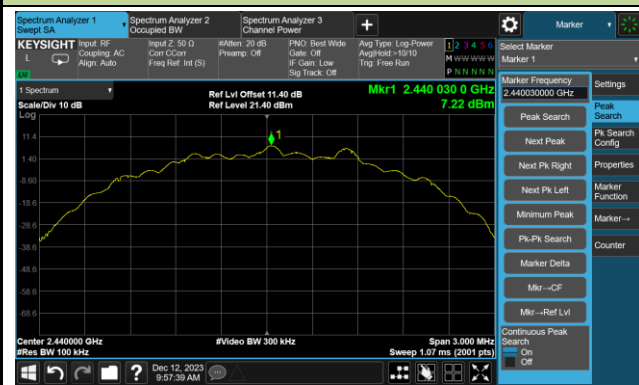 Spectrum Analyzer 1
Swept SA
Spectrum Analyzer 2
Occupied BW
Spectrum Analyzer 3
Channel Power
+
Marker
KEYSIGHT
L
LXI
Input: RF
Coupling: AC
Align: Auto
Input Z: 50 Ω
Corr CCorr
Freq Ref: Int (S)
#Atten: 20 dB
Preamp: Off
PNO: Best Wide
Gate: Off
IF Gain: Low
Sig Track: Off
Avg Type: Log-Power
Avg|Hold:>10/10
Trig: Free Run
1 2 3 4 5 6
M W W W W W
P N N N N N
Select Marker
Marker 1
1 Spectrum
Scale/Div 10 dB
Log
Ref Lvl Offset 11.40 dB
Ref Level 21.40 dBm
Mkr1 2.440 030 0 GHz
7.22 dBm
11.4
1.40
-8.60
-18.6
-28.6
-38.6
-48.6
-58.6
-68.6
1
Center 2.440000 GHz
#Res BW 100 kHz
#Video BW 300 kHz
Span 3.000 MHz
Sweep 1.07 ms (2001 pts)
Marker Frequency
2.440030000 GHz
Peak Search
Next Peak
Next Pk Right
Next Pk Left
Minimum Peak
Pk-Pk Search
Marker Delta
Mkr→CF
Mkr→Ref Lvl
Continuous Peak
Search
On
Off
Settings
Peak
Search
Pk Search
Config
Properties
Marker
Function
Marker→
Counter
?
Dec 12, 2023
9:57:39 AM